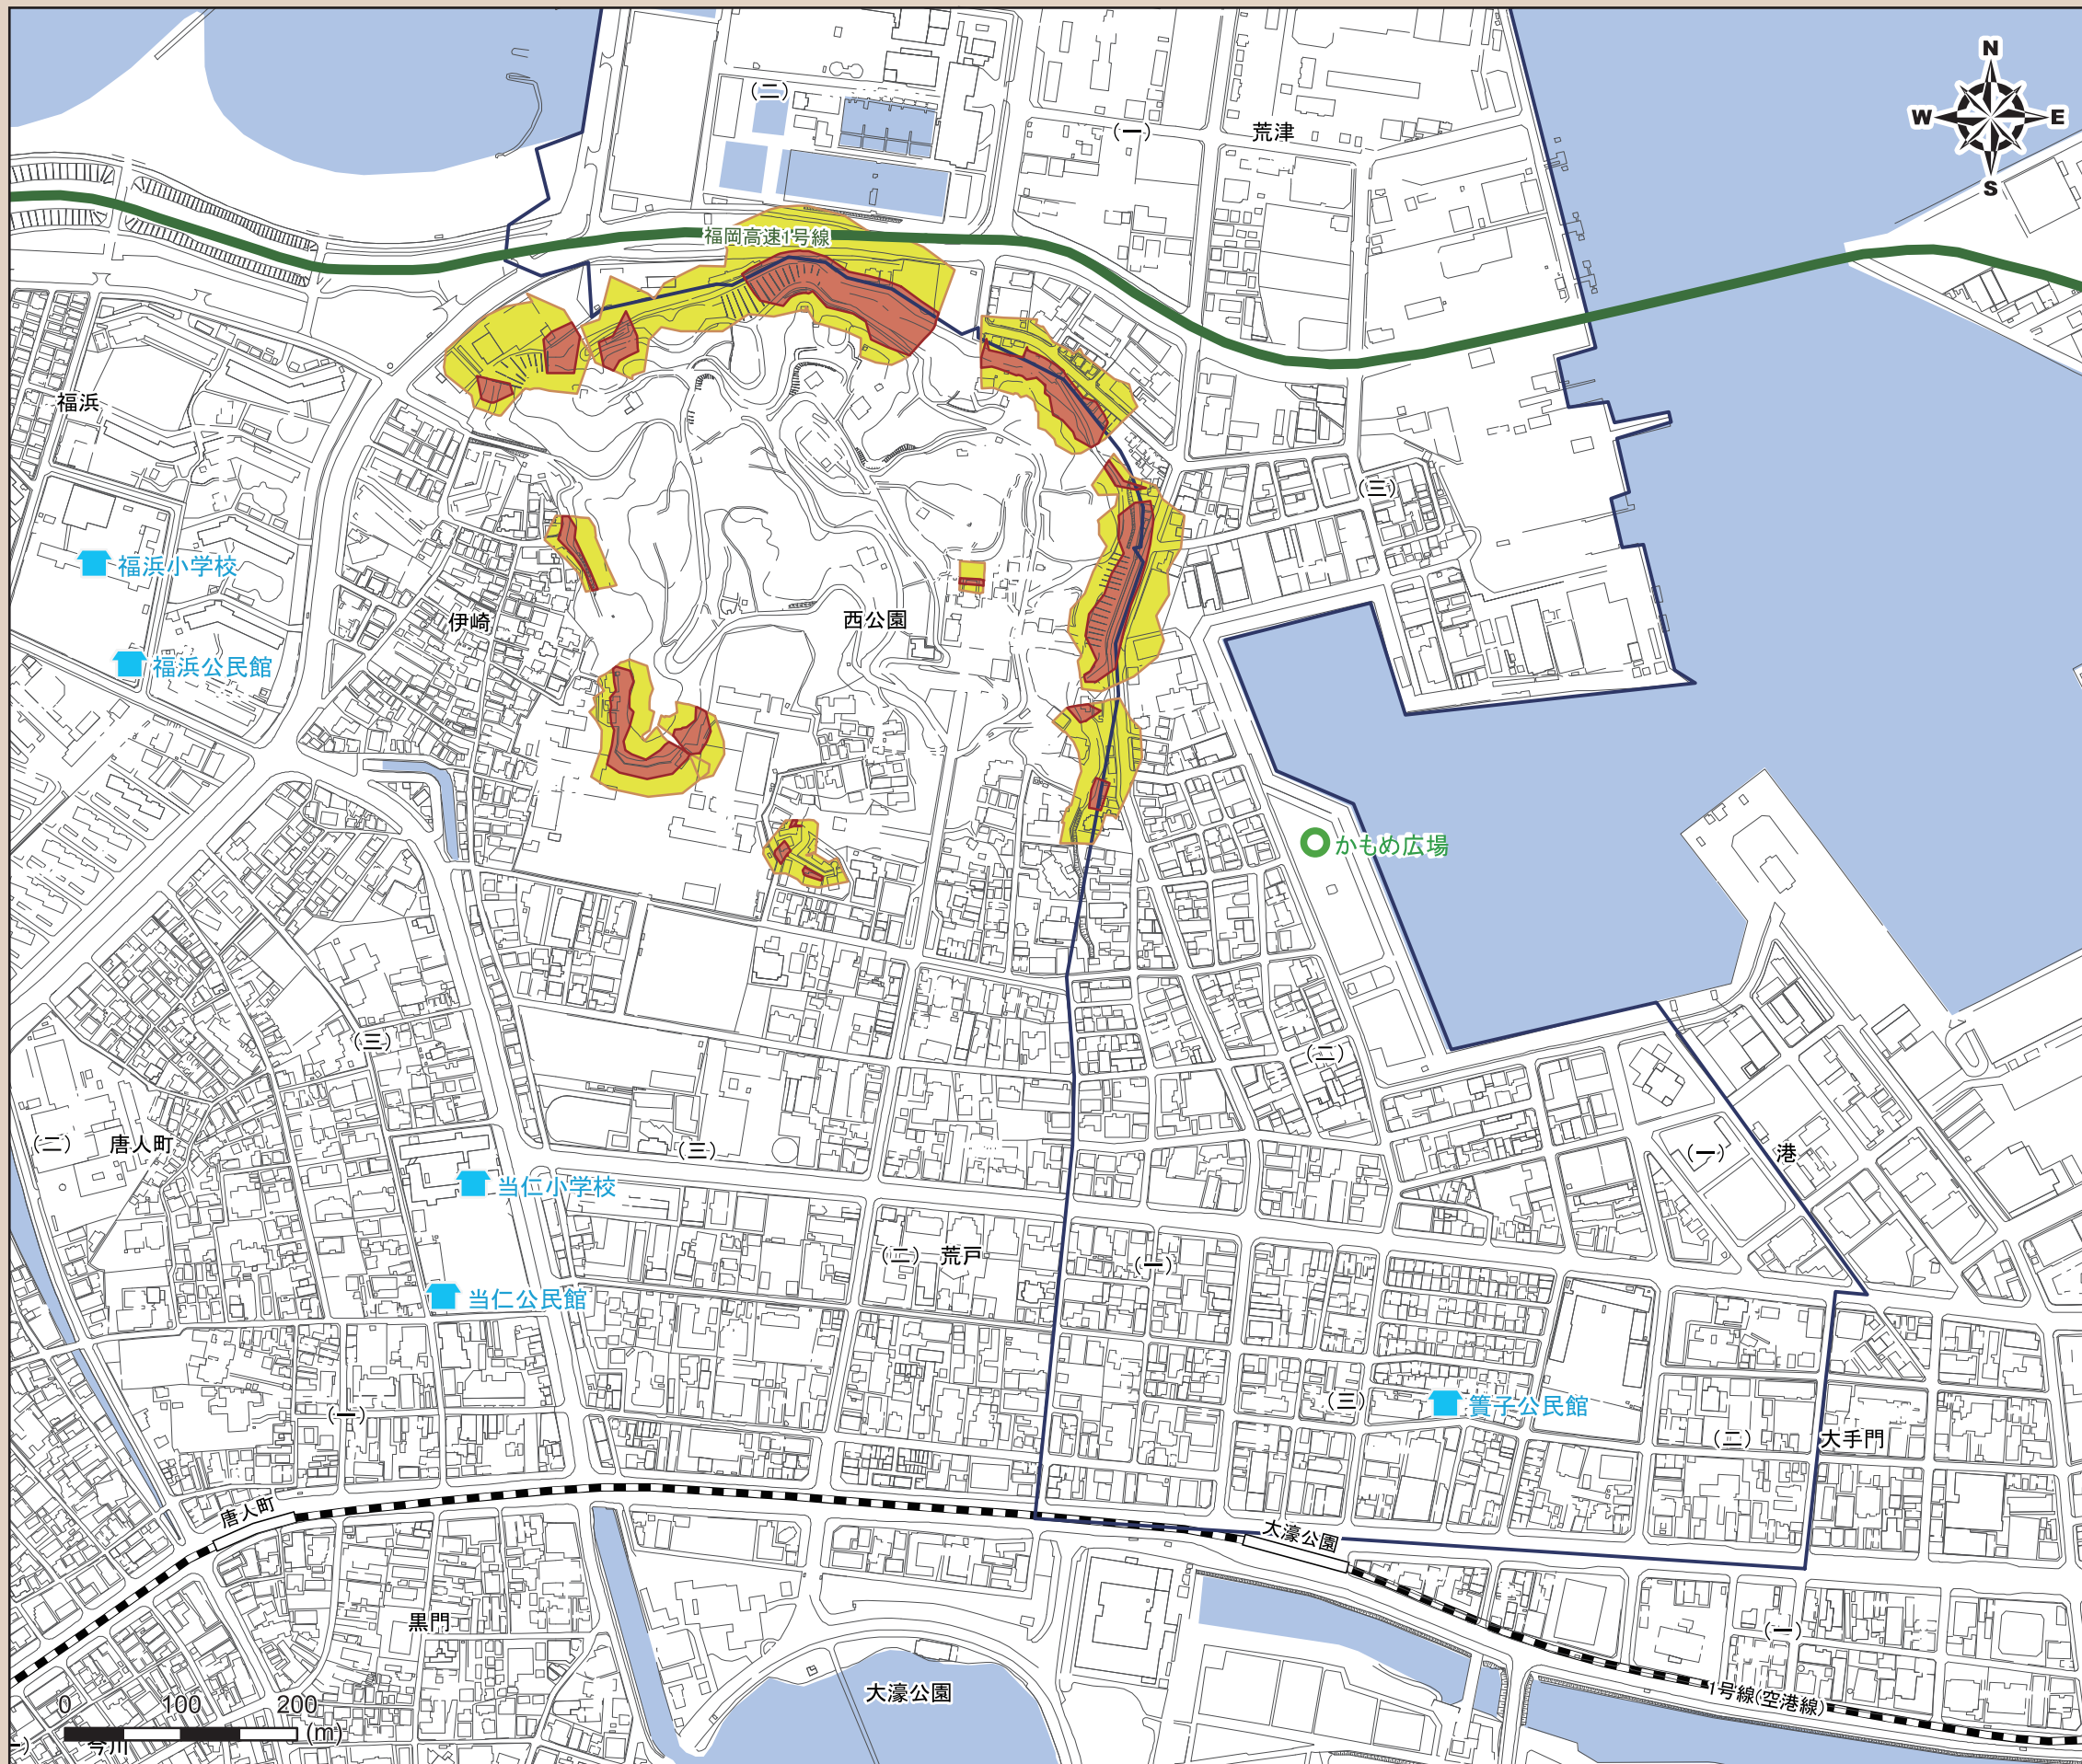 N
W
E
S
(二)
(一)
荒津
福岡高速1号線
福浜
(三)
福浜小学校
伊崎
西公園
福浜公民館
かもめ広場
(三)
(二)
(二)
唐人町
(三)
(一)
港
当仁小学校
(二)
荒戸
(一)
当仁公民館
(三)
簀子公民館
(一)
(二)
大手門
唐人町
大濠公園
黒門
(一)
大濠公園
1号線(空港線)
0
100
200
(m)
今川